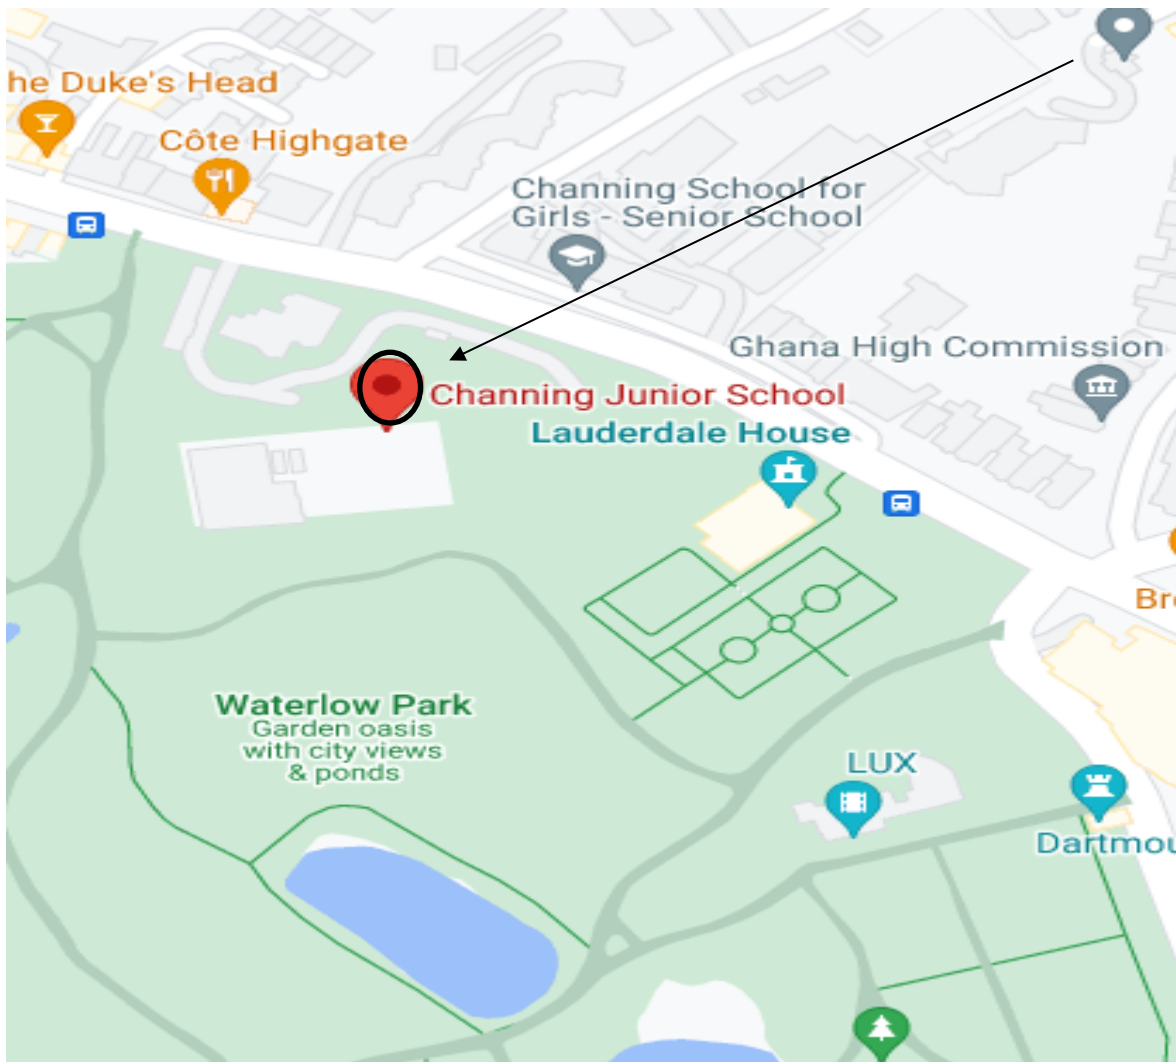 he Duke's Head
Côte Highgate
Channing School for
Girls - Senior School
Ghana High Commission
Channing Junior School
Lauderdale House
Bro
Waterlow Park
Garden oasis
with city views
& ponds
LUX
Dartmou